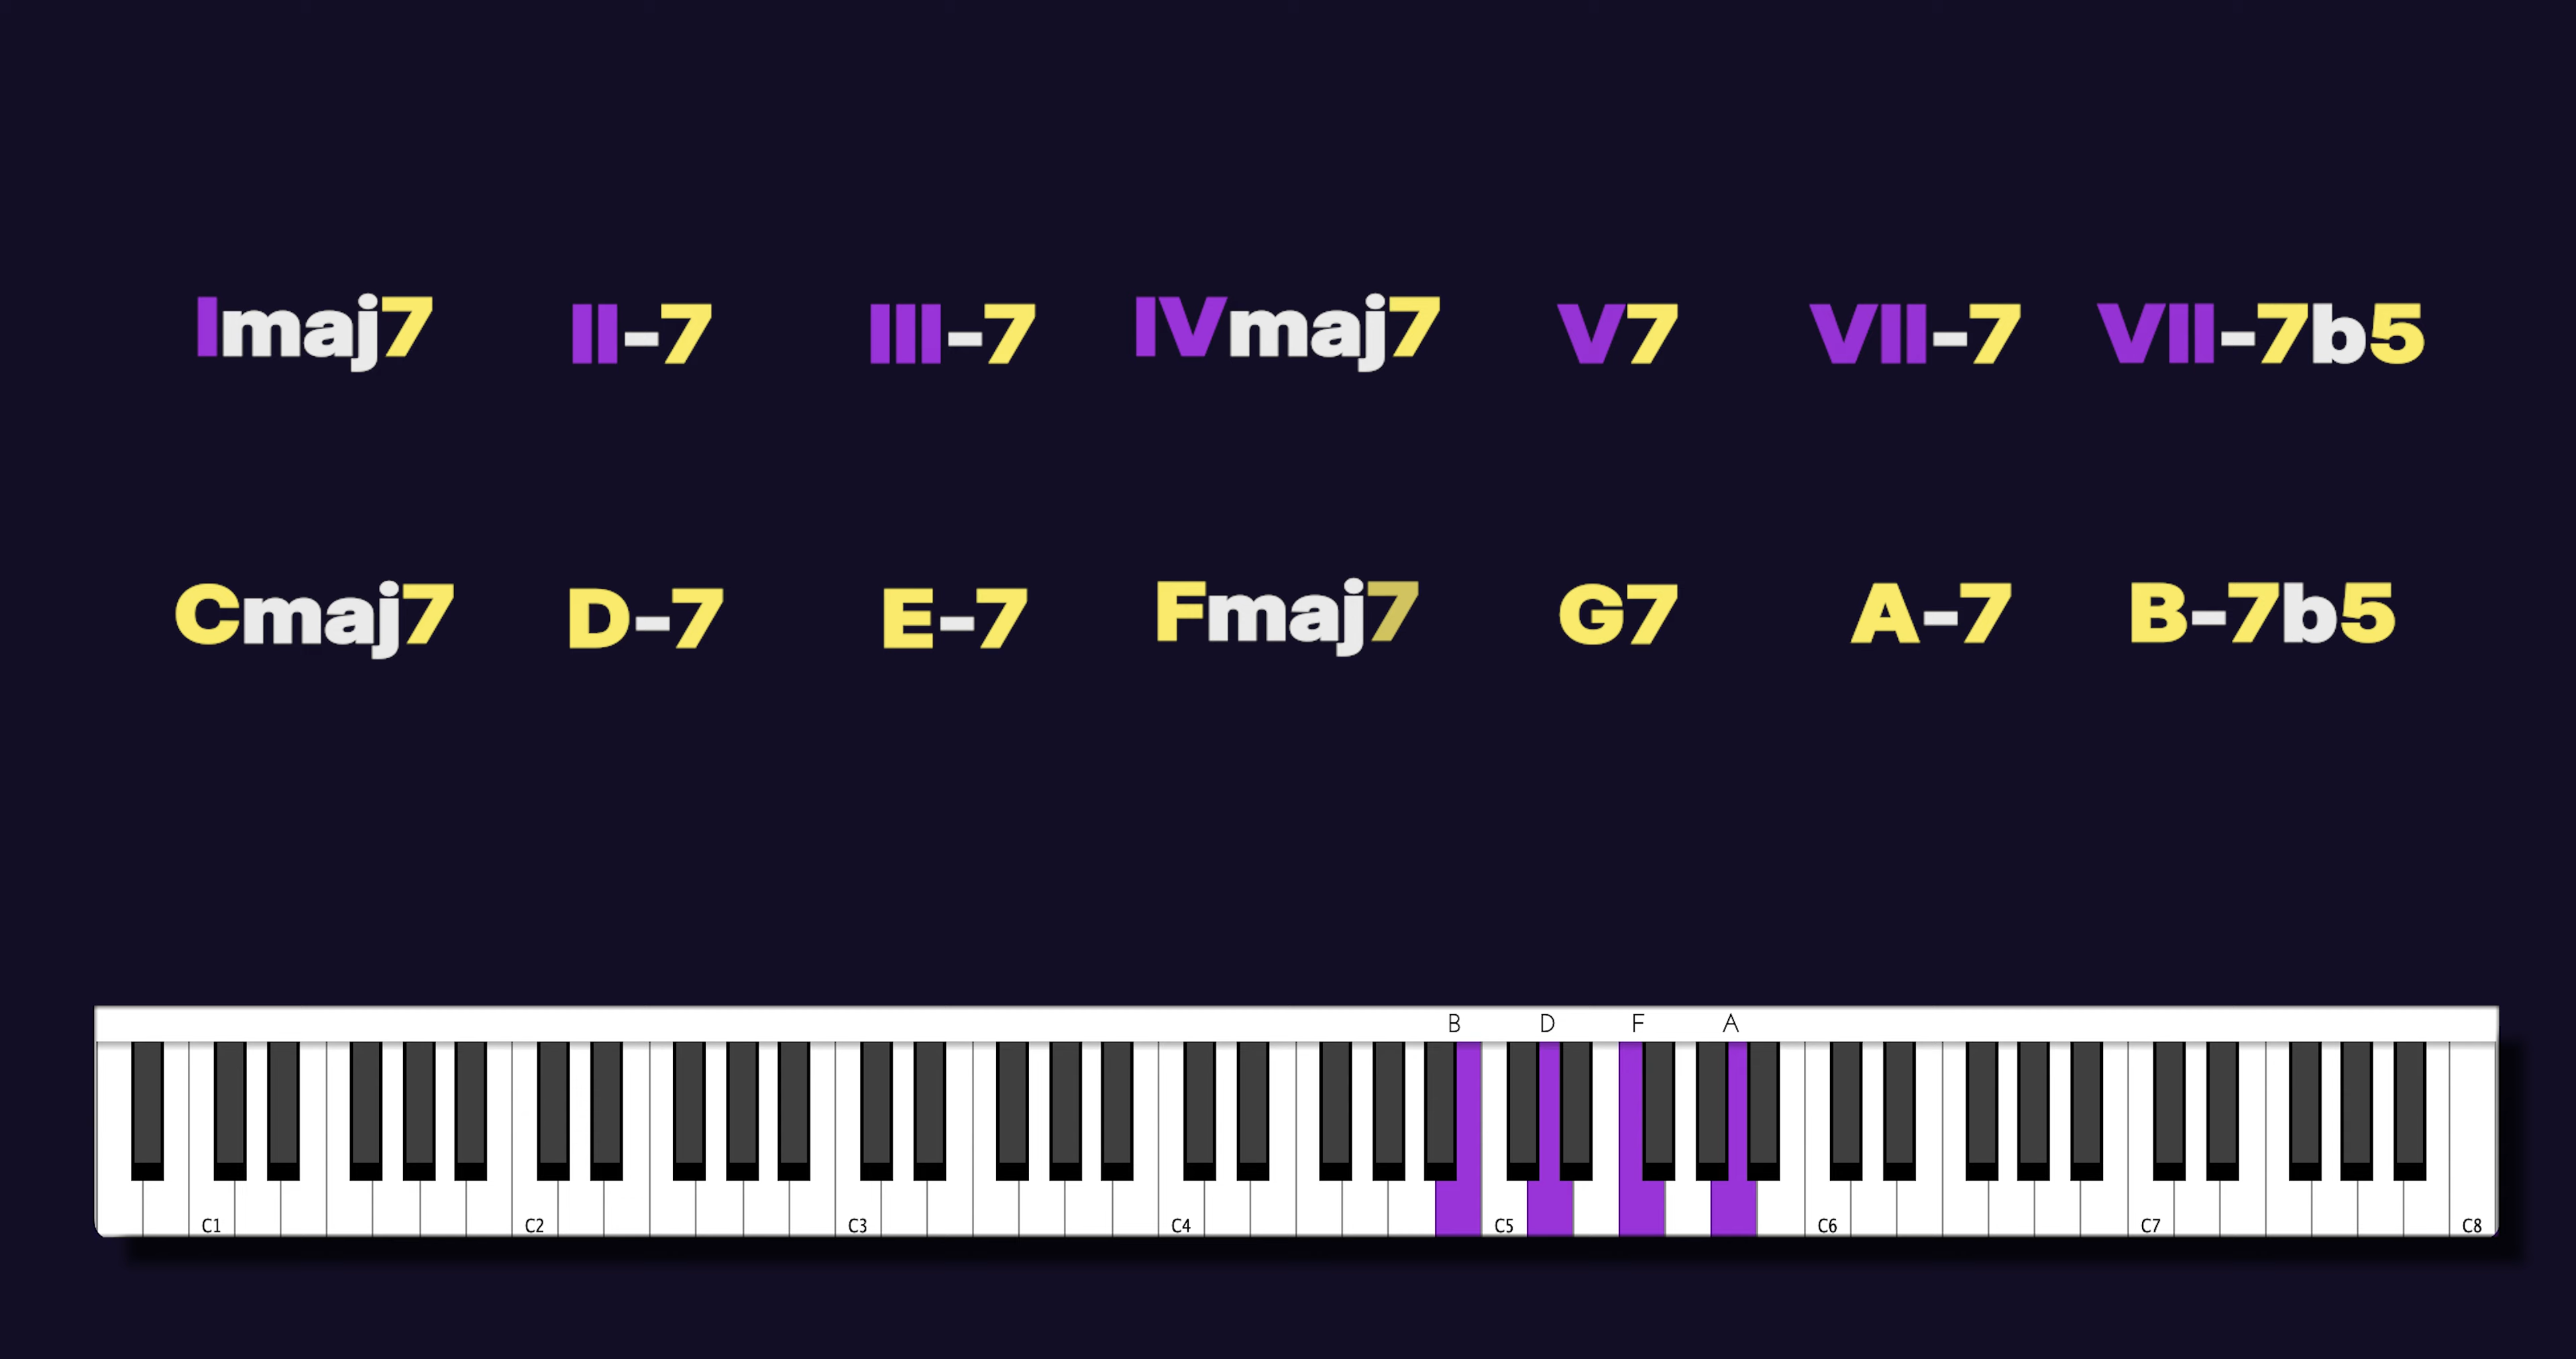 Imaj7 II-7 III-7 IVmaj7 V7 VII-7 VII-7b5
Cmaj7 D-7 E-7 Fmaj7 G7 A-7 B-7b5
B D F A
C1 C2 C3 C4 C5 C6 C7 C8